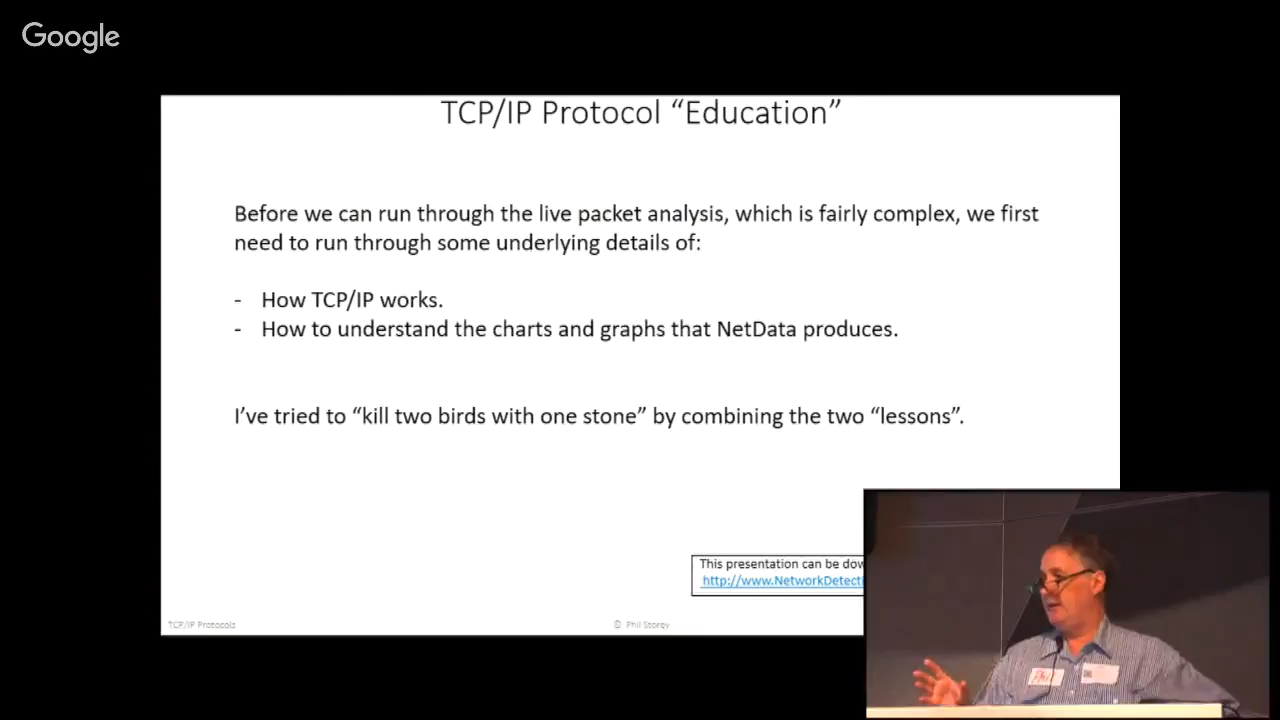 Google
TCP/IP Protocol “Education”
Before we can run through the live packet analysis, which is fairly complex, we first
need to run through some underlying details of:
- How TCP/IP works.
- How to understand the charts and graphs that NetData produces.
I’ve tried to “kill two birds with one stone” by combining the two “lessons”.
This presentation can be dow
http://www.NetworkDetecti
TCP/IP Protocols
© Phil Storey
Phil